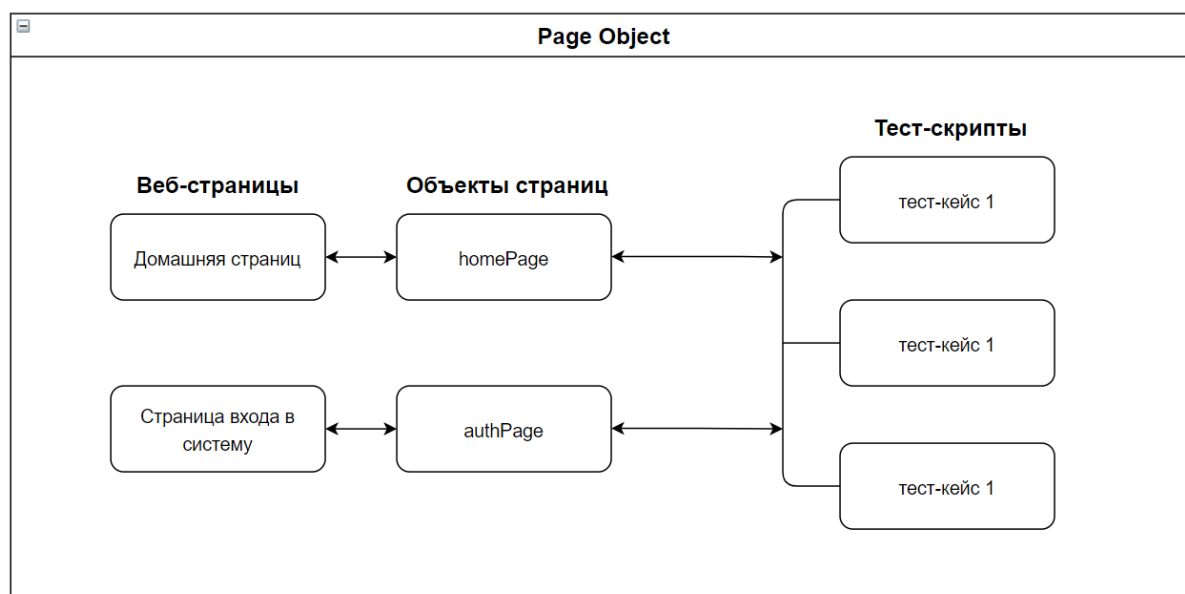 Page Object
Тест-скрипты
Веб-страницы
Объекты страниц
тест-кейс 1
Домашняя страниц
homePage
тест-кейс 1
Страница входа в
систему
authPage
тест-кейс 1